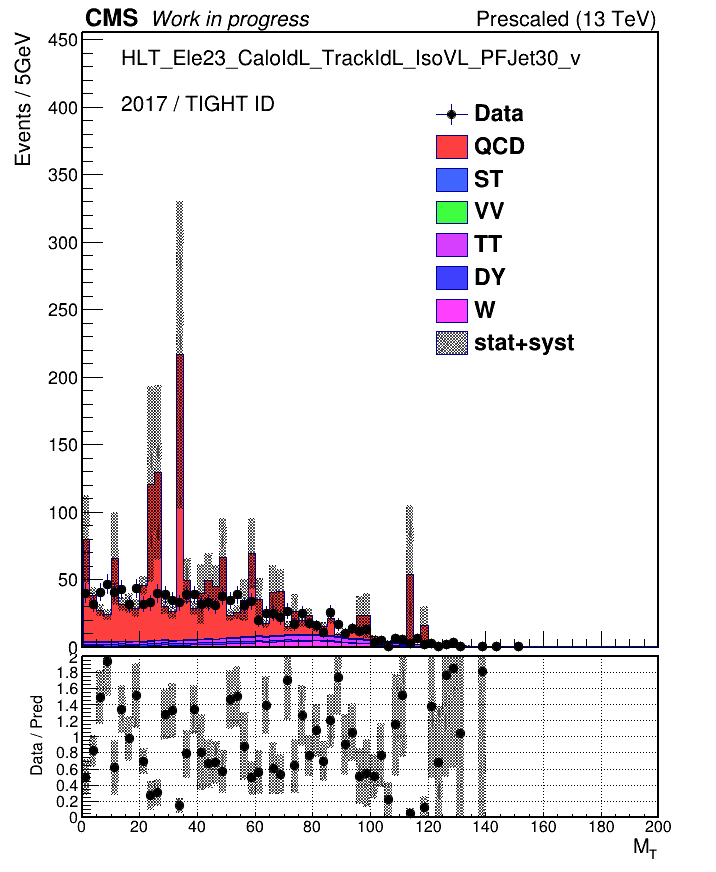 CMS Work in progress Prescaled (13 TeV)
Events / 5GeV
450
400
350
300
250
200
150
100
50
0
HLT_Ele23_CaloIdL_TrackIdL_IsoVL_PFJet30_v
2017 / TIGHT ID
Data
QCD
ST
VV
TT
DY
W
stat+syst
Data / Pred
2
1.8
1.6
1.4
1.2
1
0.8
0.6
0.4
0.2
0
0 20 40 60 80 100 120 140 160 180 200
M_T